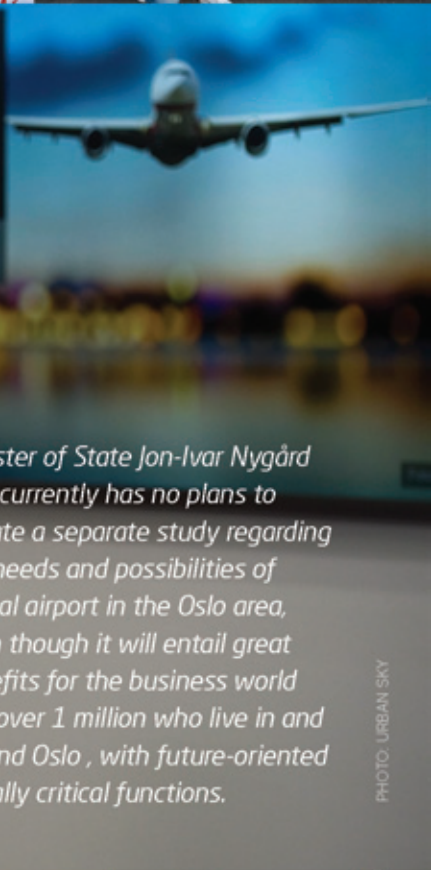 ster of State Jon-Ivar Nygård
currently has no plans to
ate a separate study regarding
needs and possibilities of
al airport in the Oslo area,
though it will entail great
efits for the business world
over 1 million who live in and
nd Oslo , with future-oriented
lly critical functions.
PHOTO: URBAN SKY